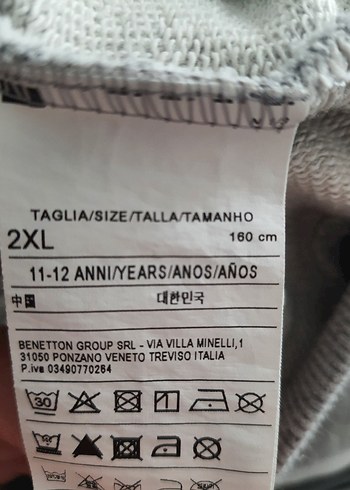 TAGLIA/SIZE/TALLA/TAMANHO
2XL 160 cm
11-12 ANNI/YEARS/ANOS/AÑOS
中国 대한민국
BENETTON GROUP SRL - VIA VILLA MINELLI,1
31050 PONZANO VENETO TREVISO ITALIA
P.iva 03490770264
30